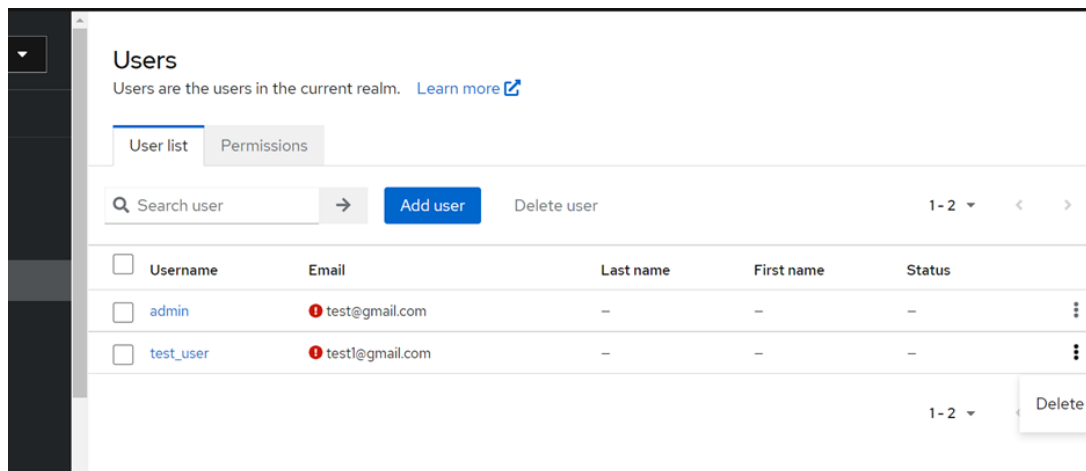 Users
Users are the users in the current realm. Learn more
User list Permissions
Search user Add user Delete user 1-2
Username Email Last name First name Status
admin test@gmail.com – – –
test_user test1@gmail.com – – –
1-2 Delete